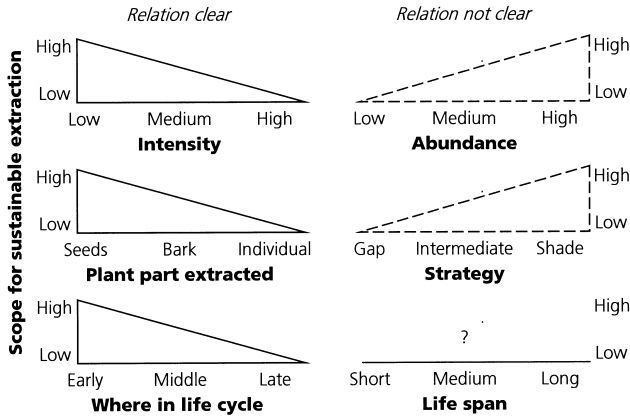 Relation clear
Relation not clear
Scope for sustainable extraction
High
Low
Low Medium High
Intensity
High
Low
Low Medium High
Abundance
High
Low
Seeds Bark Individual
Plant part extracted
High
Low
Gap Intermediate Shade
Strategy
High
Low
Early Middle Late
Where in life cycle
High
?
Low
Short Medium Long
Life span